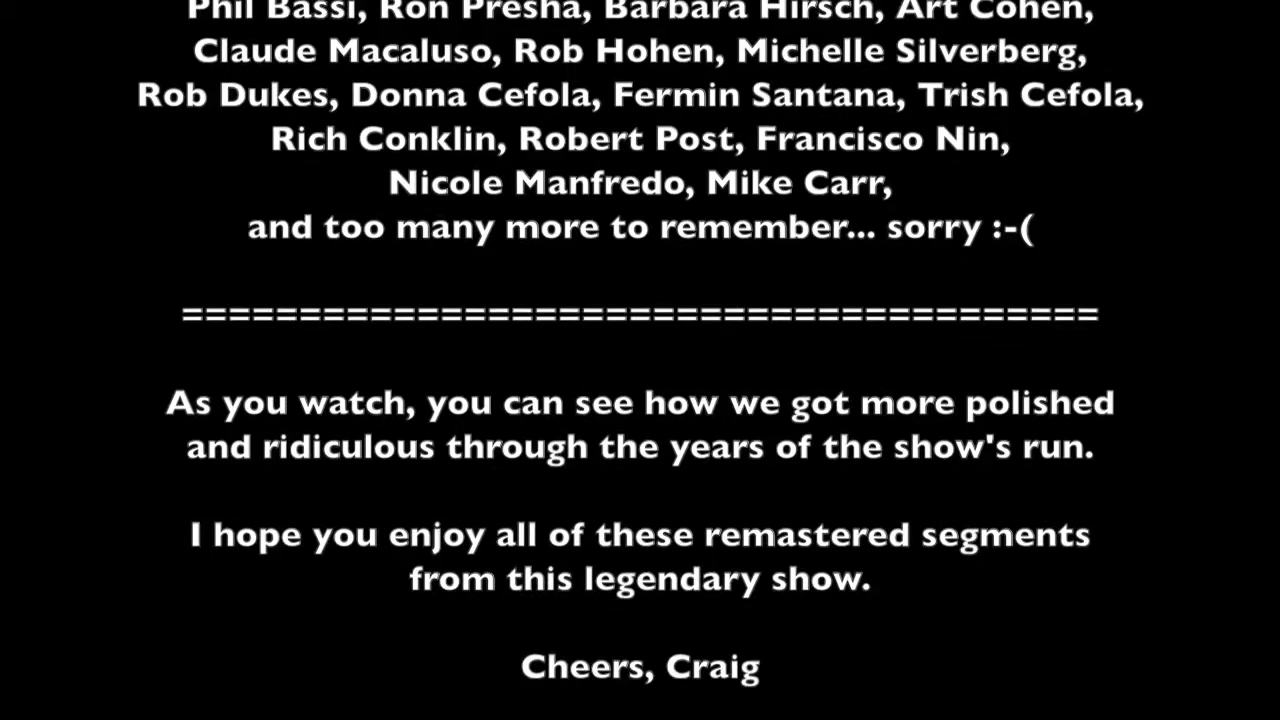 Phil Bassi, Ron Presha, Barbara Hirsch, Art Cohen,
Claude Macaluso, Rob Hohen, Michelle Silverberg,
Rob Dukes, Donna Cefola, Fermin Santana, Trish Cefola,
Rich Conklin, Robert Post, Francisco Nin,
Nicole Manfredo, Mike Carr,
and too many more to remember... sorry :-(
=======================================
As you watch, you can see how we got more polished
and ridiculous through the years of the show's run.
I hope you enjoy all of these remastered segments
from this legendary show.
Cheers, Craig